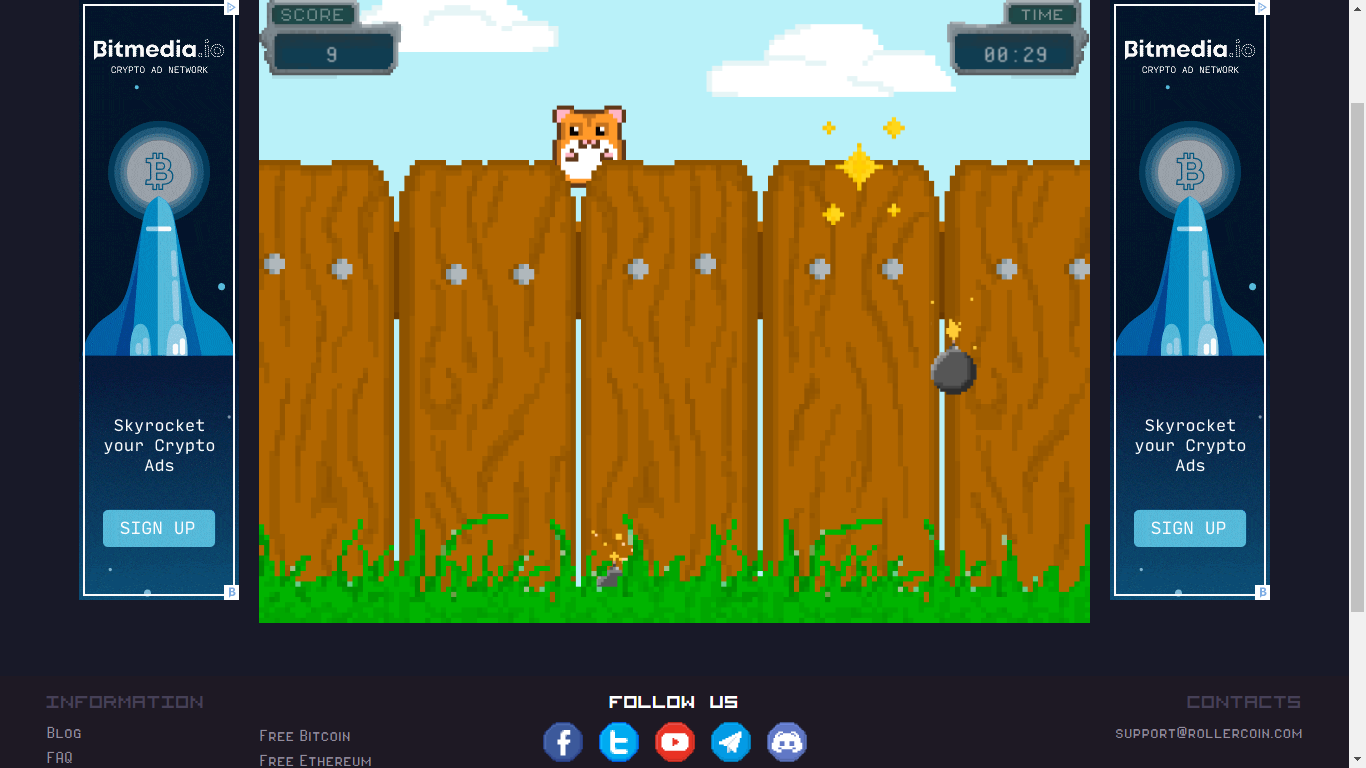 Bitmedia.io
CRYPTO AD NETWORK
Skyrocket
your Crypto
Ads
SIGN UP
B
SCORE
9
TIME
00:29
Bitmedia.io
CRYPTO AD NETWORK
Skyrocket
your Crypto
Ads
SIGN UP
B
INFORMATION
Blog
FAQ
Free Bitcoin
Free Ethereum
FOLLOW US
CONTACTS
support@rollercoin.com